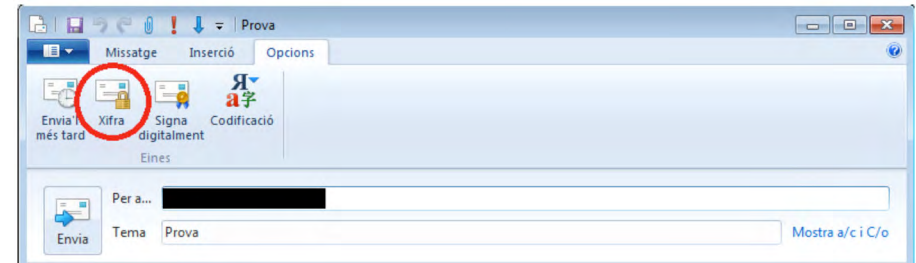 Prova
Missatge Inserció Opcions
Envia'l més tard
Xifra
Signa digitalment
Codificació
Eines
Per a...
Envia
Tema Prova Mostra a/c i C/o